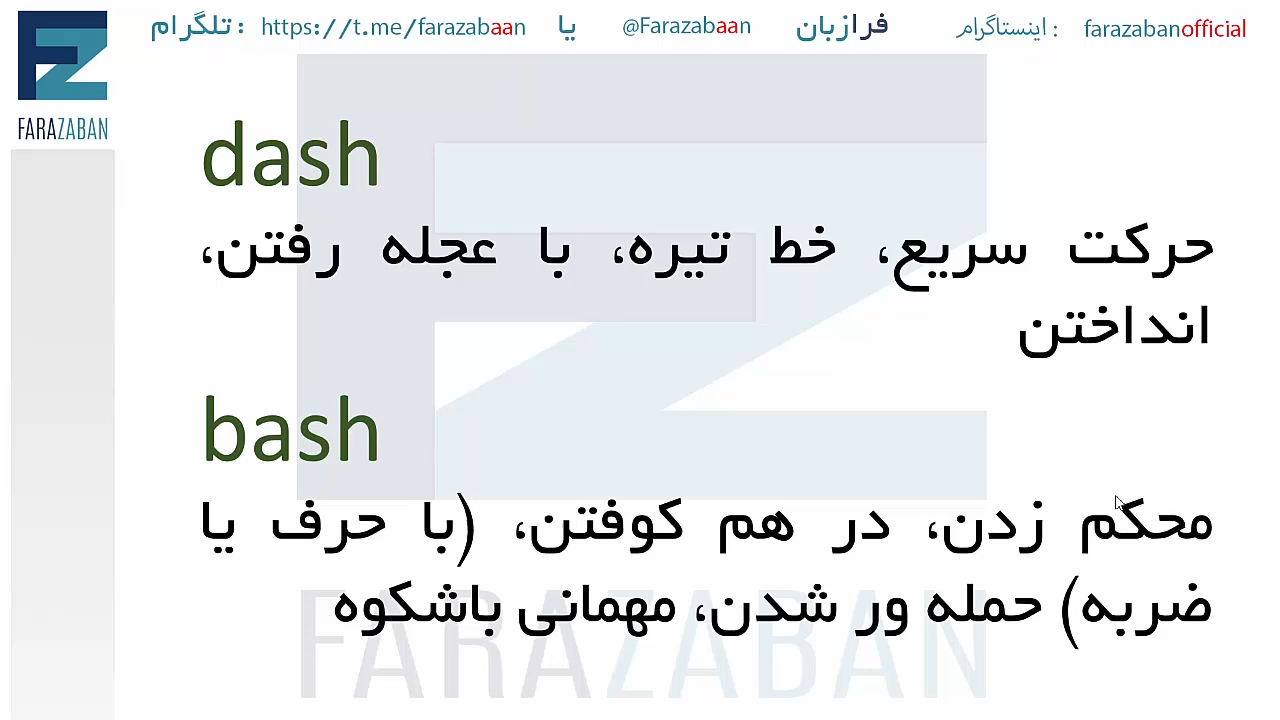 تلگرام : https://t.me/farazabaan یا @Farazabaan فرازبان اینستاگرام : farazabanofficial
FARAZABAN
dash
حرکت سریع، خط تیره، با عجله رفتن،
انداختن
bash
محکم زدن، در هم کوفتن، (با حرف یا
ضربه) حمله ور شدن، مهمانی باشکوه
FARAZABAN